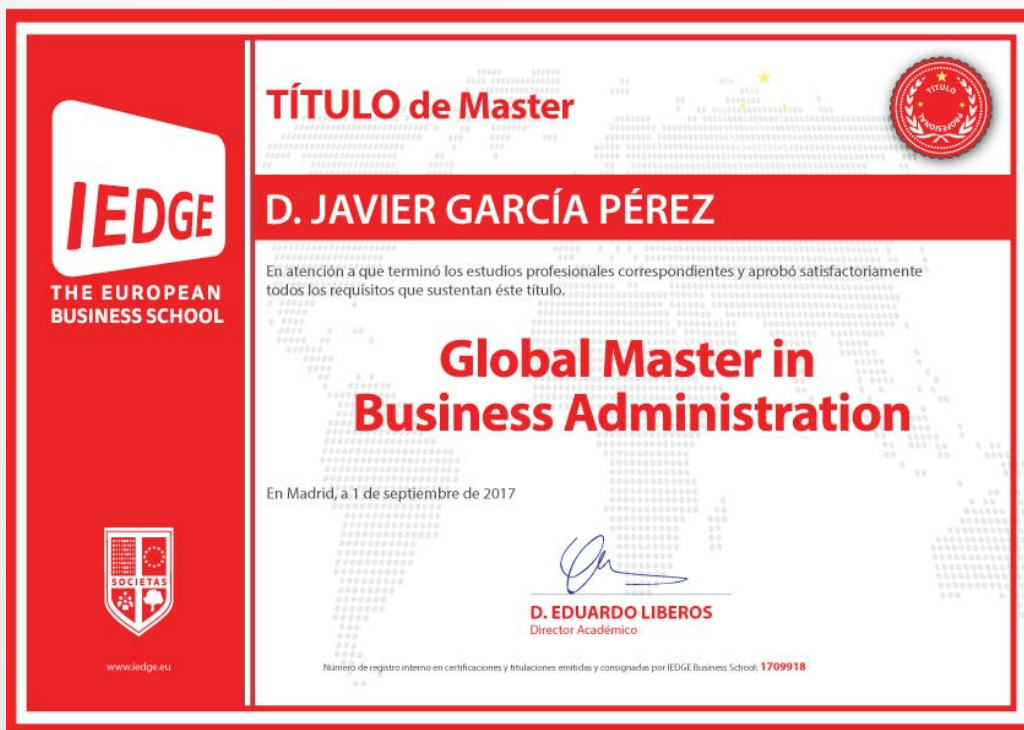 IEDGE
THE EUROPEAN
BUSINESS SCHOOL
SOCIETAS
www.iedge.eu
TÍTULO de Master
TÍTULO
PROFESIONAL
D. JAVIER GARCÍA PÉREZ
En atención a que terminó los estudios profesionales correspondientes y aprobó satisfactoriamente
todos los requisitos que sustentan éste título.
Global Master in
Business Administration
En Madrid, a 1 de septiembre de 2017
D. EDUARDO LIBEROS
Director Académico
Número de registro interno en certificaciones y titulaciones emitidas y consignadas por IEDGE Business School: 1709918